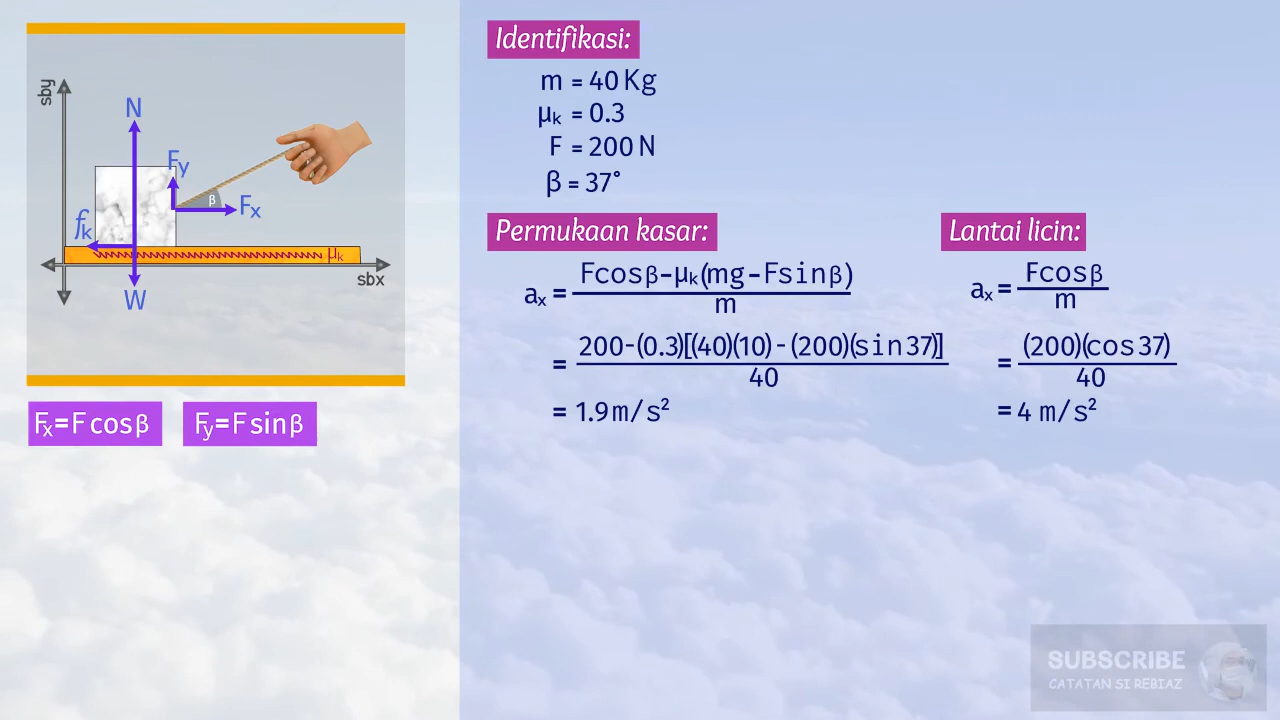 sby
N
Fy
β
Fx
fk
μk
sbx
W
Fx=Fcosβ
Fy=Fsinβ
Identifikasi:
m = 40 Kg
μk = 0.3
F = 200 N
β = 37°
Permukaan kasar:
ax = Fcosβ-μk(mg-Fsinβ)
m
= 200-(0.3)[(40)(10)-(200)(sin37)]
40
= 1.9 m/s²
Lantai licin:
ax = Fcosβ
m
= (200)(cos37)
40
= 4 m/s²
SUBSCRIBE
CATATAN SI REBIAZ